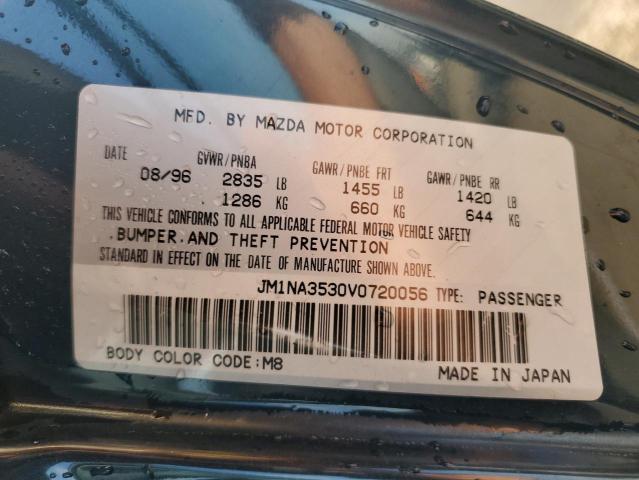 MFD. BY MAZDA MOTOR CORPORATION
DATE GVWR/PNBA GAWR/PNBE FRT GAWR/PNBE RR
08/96 2835 LB 1455 LB 1420 LB
1286 KG 660 KG 644 KG
THIS VEHICLE CONFORMS TO ALL APPLICABLE FEDERAL MOTOR VEHICLE SAFETY
BUMPER AND THEFT PREVENTION
STANDARD IN EFFECT ON THE DATE OF MANUFACTURE SHOWN ABOVE.
JM1NA3530V0720056 TYPE: PASSENGER
BODY COLOR CODE:M8 MADE IN JAPAN